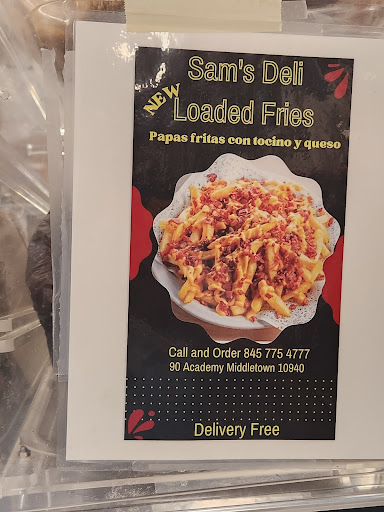 Sam's Deli
NEW
Loaded Fries
Papas fritas con tocino y queso
Call and Order 845 775 4777
90 Academy Middletown 10940
Delivery Free